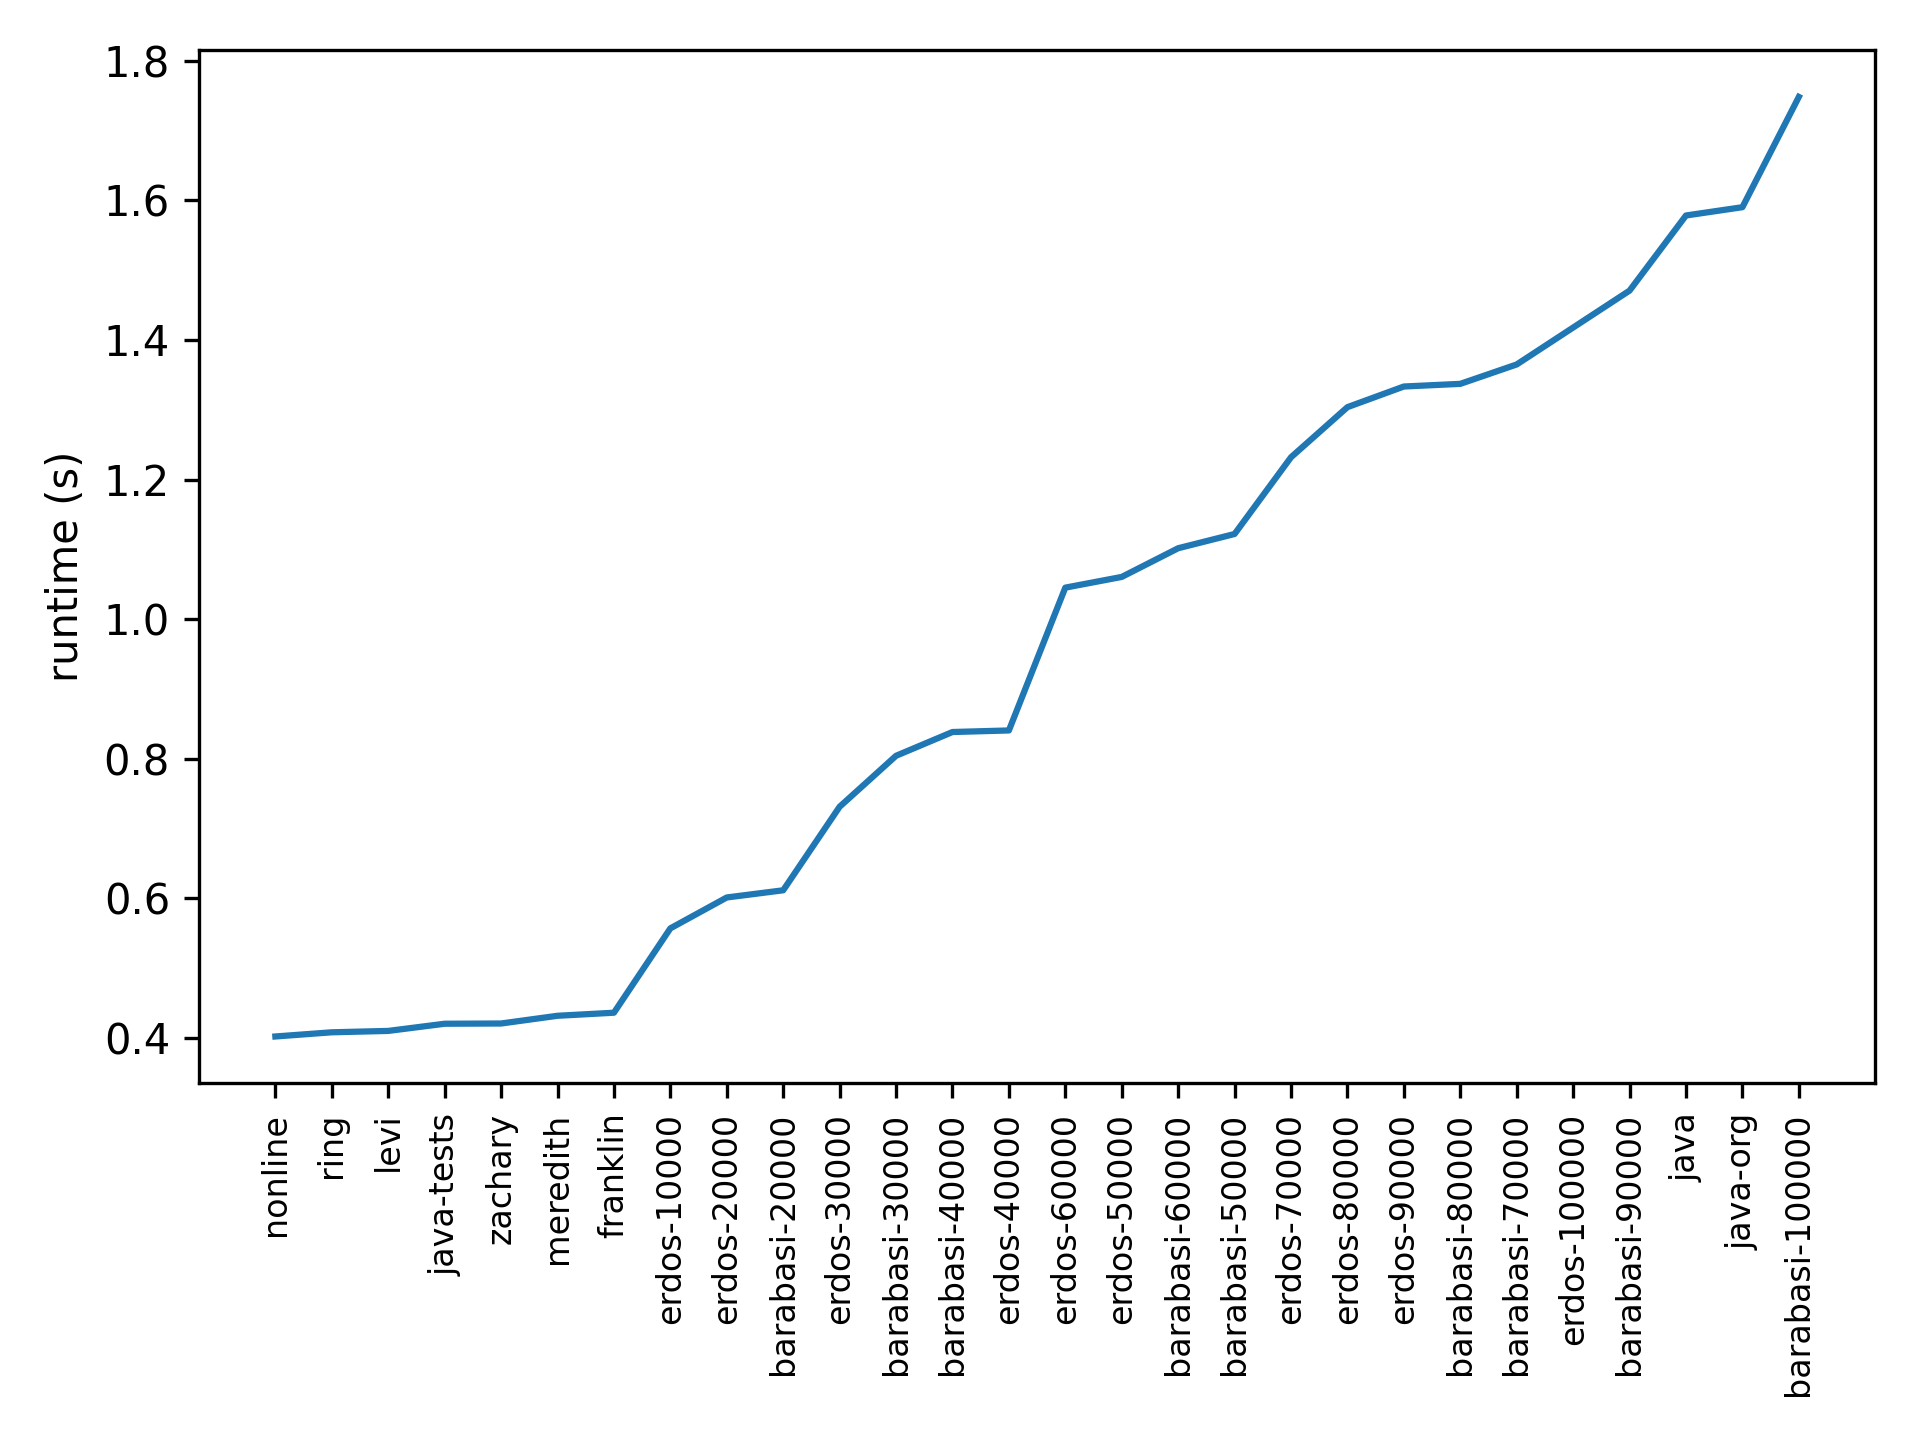 1.8
1.6
1.4
1.2
1.0
0.8
0.6
0.4
runtime (s)
nonline
ring
levi
java-tests
zachary
meredith
franklin
erdos-10000
erdos-20000
barabasi-20000
erdos-30000
barabasi-30000
barabasi-40000
erdos-40000
erdos-60000
erdos-50000
barabasi-60000
barabasi-50000
erdos-70000
erdos-80000
erdos-90000
barabasi-80000
barabasi-70000
erdos-100000
barabasi-90000
java
java-org
barabasi-100000